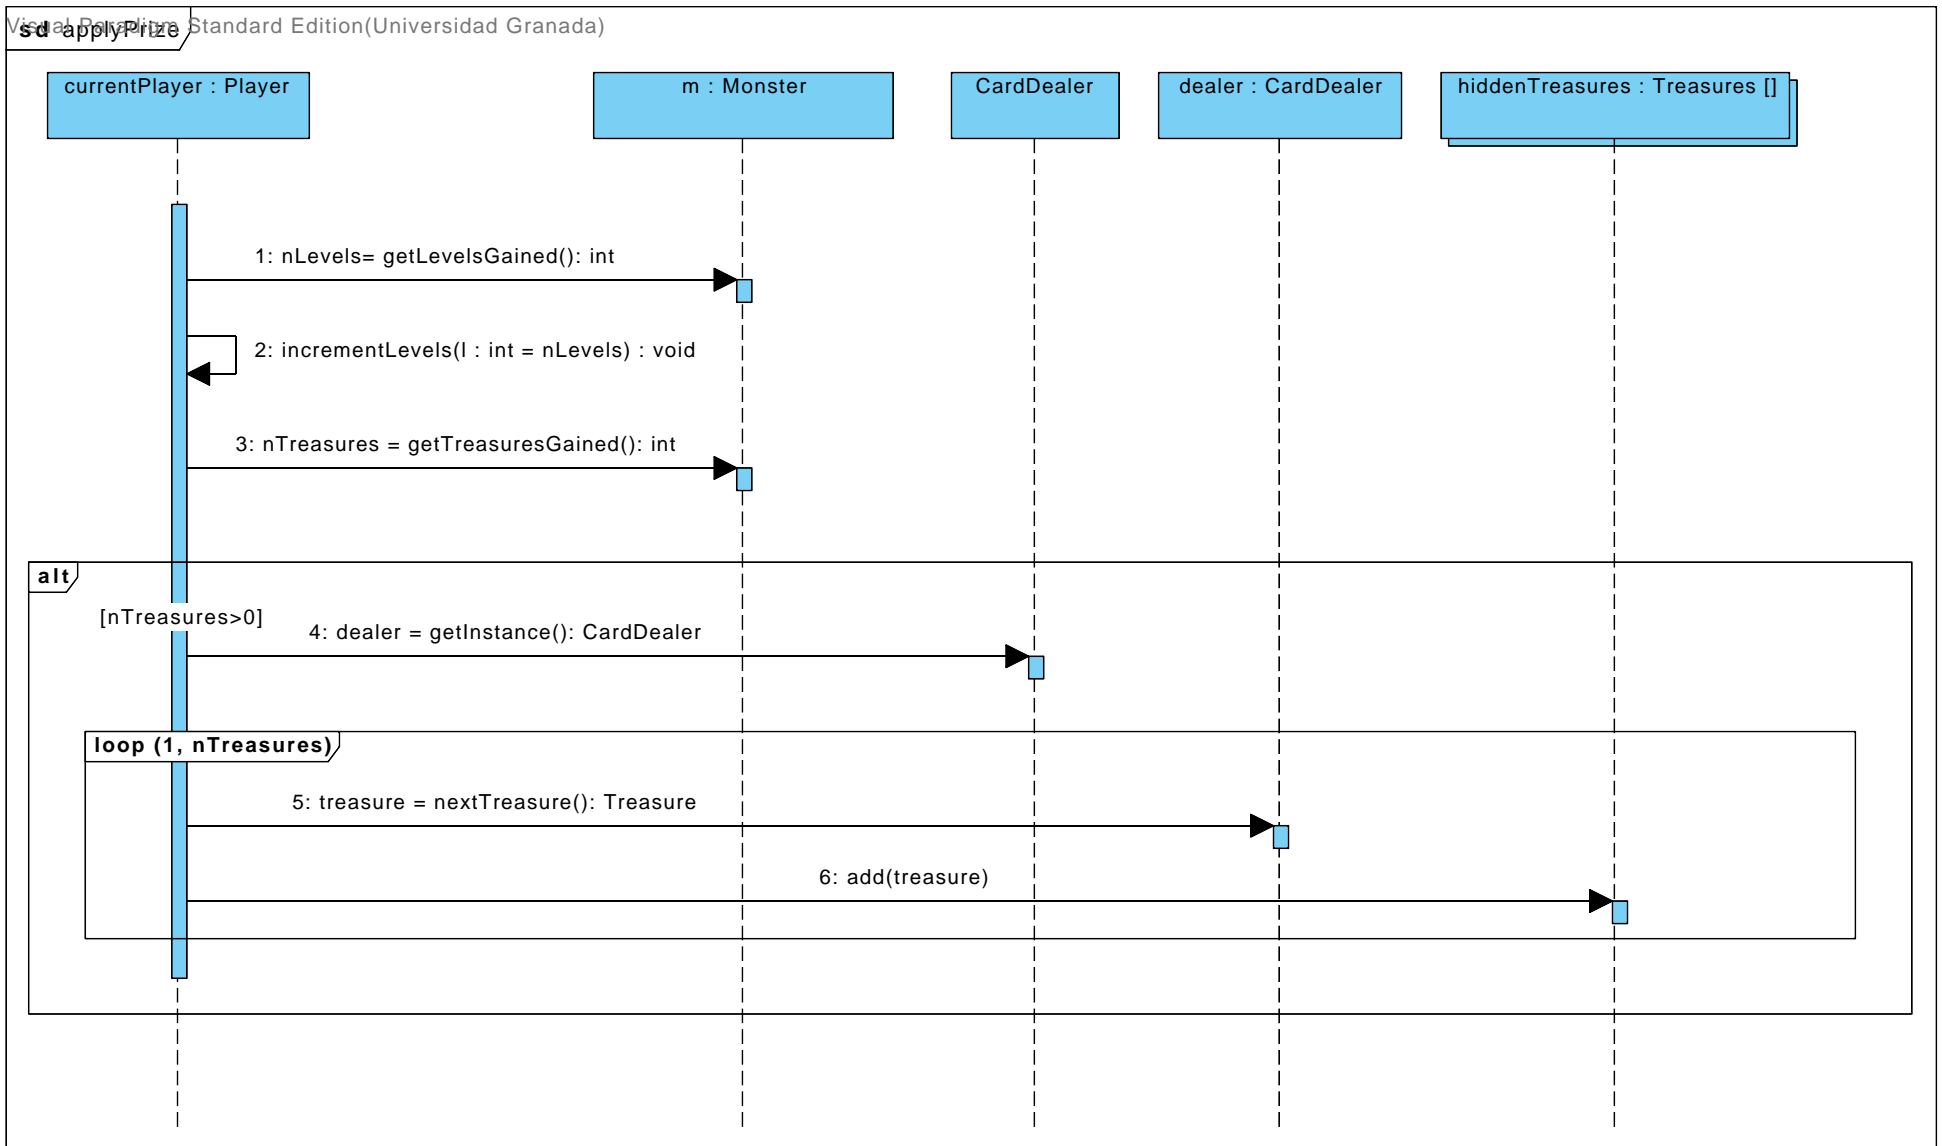 Visual Paradigm Standard Edition(Universidad Granada)
sd applyPrize
currentPlayer : Player
m : Monster
CardDealer
dealer : CardDealer
hiddenTreasures : Treasures []
1: nLevels= getLevelsGained(): int
2: incrementLevels(l : int = nLevels) : void
3: nTreasures = getTreasuresGained(): int
alt
[nTreasures>0]
4: dealer = getInstance(): CardDealer
loop (1, nTreasures)
5: treasure = nextTreasure(): Treasure
6: add(treasure)